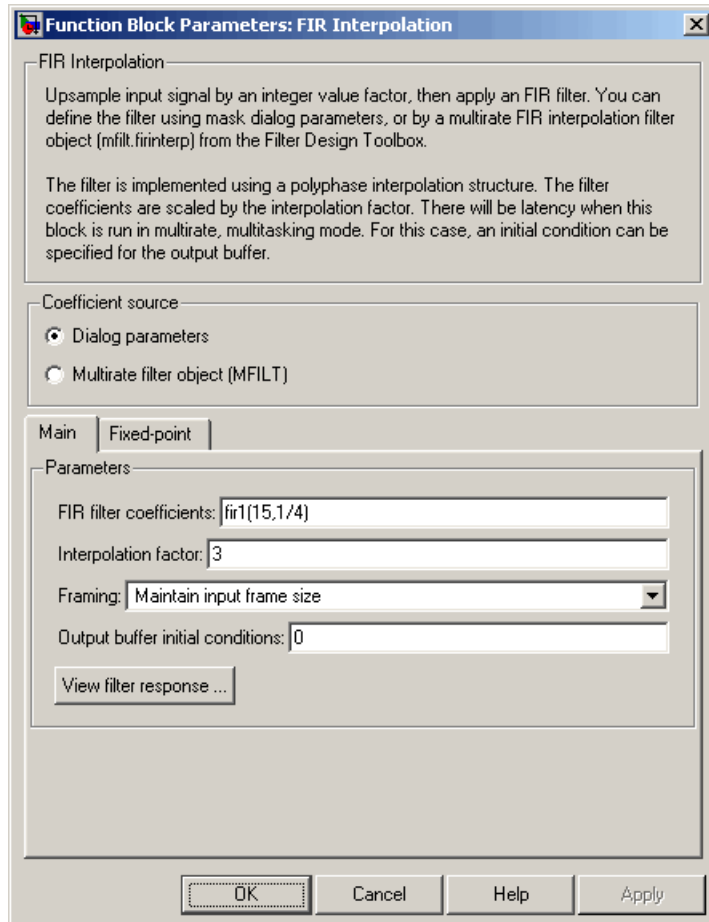 Function Block Parameters: FIR Interpolation
FIR Interpolation
Upsample input signal by an integer value factor, then apply an FIR filter. You can
define the filter using mask dialog parameters, or by a multirate FIR interpolation filter
object (mfilt.firinterp) from the Filter Design Toolbox.
The filter is implemented using a polyphase interpolation structure. The filter
coefficients are scaled by the interpolation factor. There will be latency when this
block is run in multirate, multitasking mode. For this case, an initial condition can be
specified for the output buffer.
Coefficient source
Dialog parameters
Multirate filter object (MFILT)
Main Fixed-point
Parameters
FIR filter coefficients: fir1(15,1/4)
Interpolation factor: 3
Framing: Maintain input frame size
Output buffer initial conditions: 0
View filter response ...
OK Cancel Help Apply